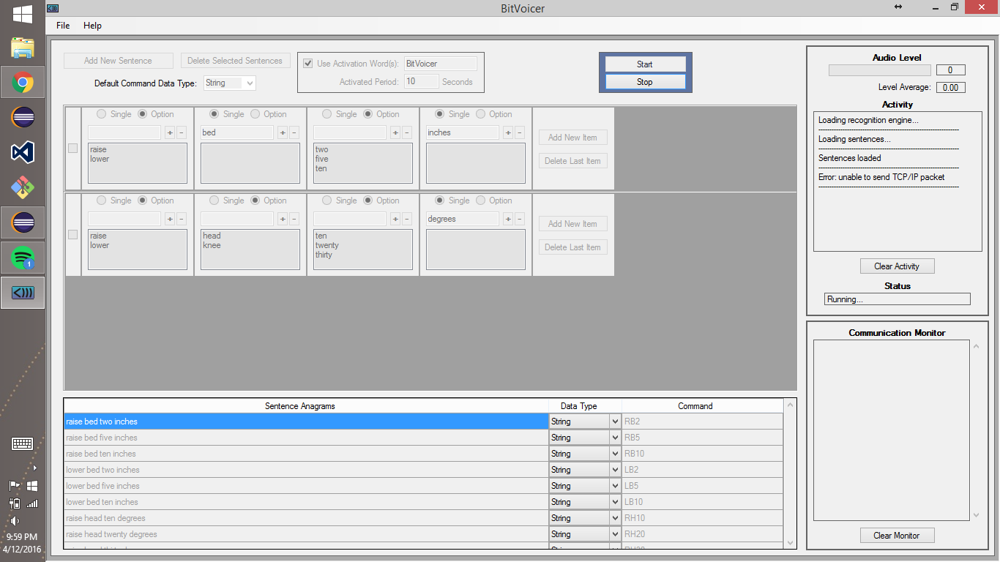 BitVoicer
File Help
Add New Sentence Delete Selected Sentences
Default Command Data Type: String
Use Activation Word(s): BitVoicer
Activated Period: 10 Seconds
Start
Stop
Single Option Single Option Single Option Single Option
+ - bed + - + - inches + -
raise
lower
two
five
ten
Add New Item
Delete Last Item
Single Option Single Option Single Option Single Option
+ - + - + - degrees + -
raise
lower
head
knee
ten
twenty
thirty
Add New Item
Delete Last Item
Sentence Anagrams Data Type Command
raise bed two inches String RB2
raise bed five inches String RB5
raise bed ten inches String RB10
lower bed two inches String LB2
lower bed five inches String LB5
lower bed ten inches String LB10
raise head ten degrees String RH10
raise head twenty degrees String RH20
Audio Level
0
Level Average: 0.00
Activity
Loading recognition engine...
Loading sentences...
Sentences loaded
Error: unable to send TCP/IP packet
Clear Activity
Status
Running...
Communication Monitor
Clear Monitor
1
9:59 PM
4/12/2016